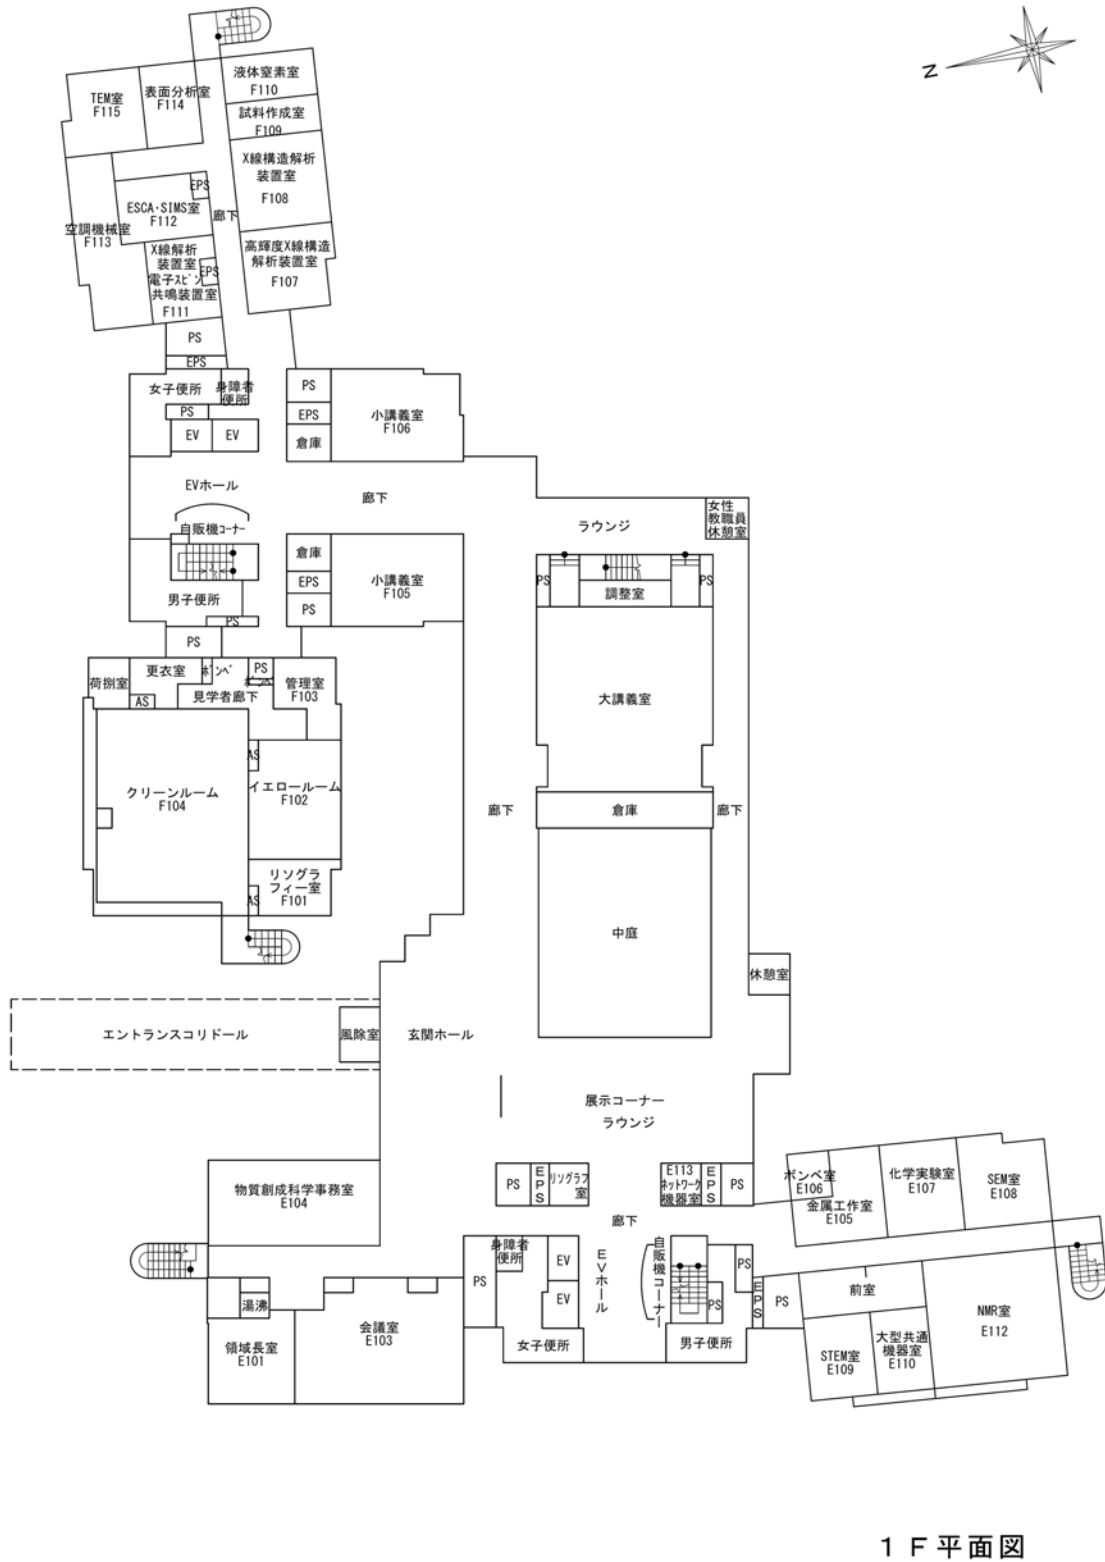 N
液体窒素室
F110
試料作成室
F109
X線構造解析
装置室
F108
高輝度X線構造
解析装置室
F107
TEM室
F115
表面分析室
F114
EPS
ESCA･SIMS室
F112
廊下
空調機械室
F113
X線解析
装置室
電子ｽﾋﾟﾝ
共鳴装置室
F111
EPS
PS
EPS
女子便所
身障者
便所
PS
EV
EV
PS
EPS
倉庫
小講義室
F106
EVホール
廊下
自販機ｺｰﾅｰ
ラウンジ
女性
教職員
休憩室
倉庫
EPS
PS
小講義室
F105
男子便所
PS
PS
PS
調整室
PS
大講義室
荷捌室
更衣室
ﾎﾞﾝﾍﾞ
PS
ﾎﾞﾝﾍﾞ
管理室
F103
AS
見学者廊下
AS
クリーンルーム
F104
イエロールーム
F102
リソグラ
フィー室
F101
AS
廊下
倉庫
廊下
中庭
休憩室
エントランスコリドール
風除室
玄関ホール
展示コーナー
ラウンジ
PS
EPS
リソグラフ
室
E113
ネットワーク
機器室
EPS
PS
ボンベ室
E106
金属工作室
E105
化学実験室
E107
SEM室
E108
物質創成科学事務室
E104
廊下
身障者
便所
PS
EV
EV
EVホール
自販機コーナー
PS
PS
EPS
PS
女子便所
男子便所
湯沸
領域長室
E101
会議室
E103
前室
STEM室
E109
大型共通
機器室
E110
NMR室
E112
1F平面図